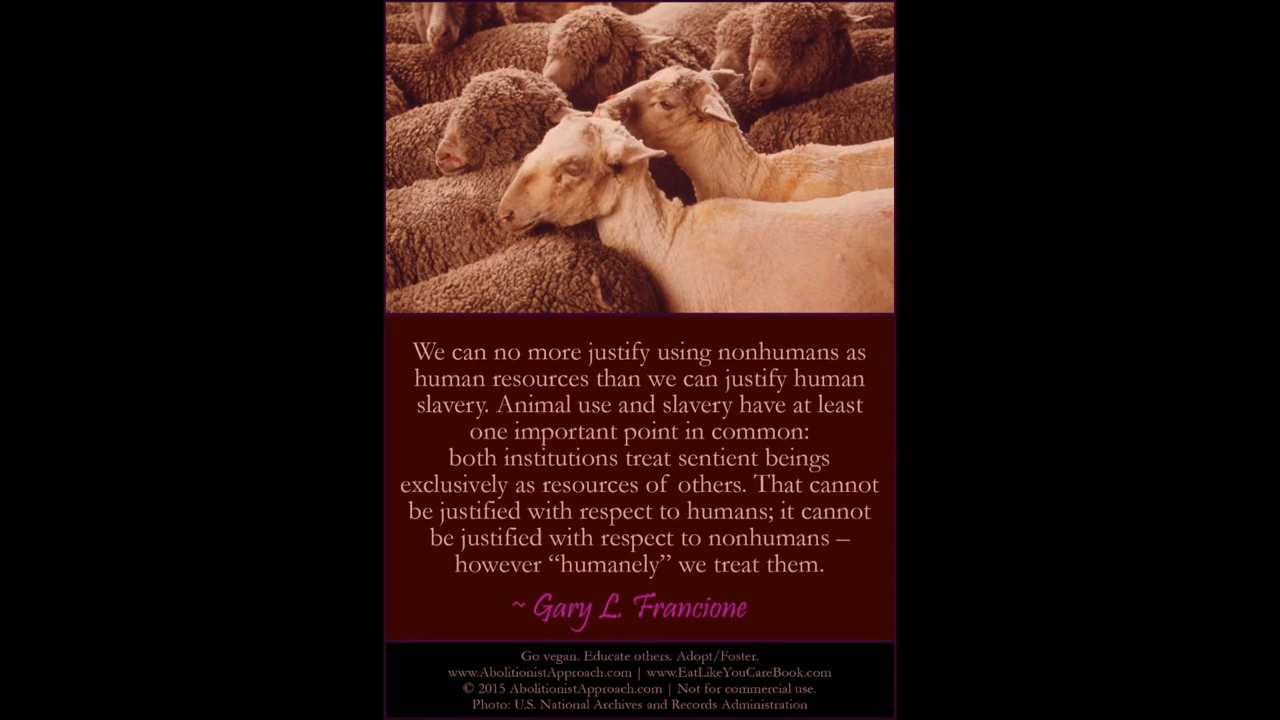 We can no more justify using nonhumans as
human resources than we can justify human
slavery. Animal use and slavery have at least
one important point in common:
both institutions treat sentient beings
exclusively as resources of others. That cannot
be justified with respect to humans; it cannot
be justified with respect to nonhumans –
however “humanely” we treat them.
~ Gary L. Francione
Go vegan. Educate others. Adopt/Foster.
www.AbolitionistApproach.com | www.EatLikeYouCareBook.com
© 2015 AbolitionistApproach.com | Not for commercial use.
Photo: U.S. National Archives and Records Administration